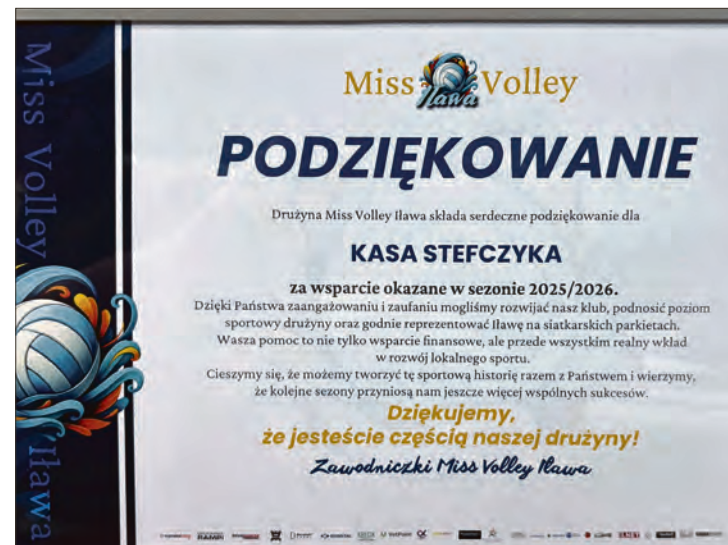 Miss Iława Volley
PODZIĘKOWANIE
Drużyna Miss Volley Iława składa serdeczne podziękowanie dla
KASA STEFCZYKA
za wsparcie okazane w sezonie 2025/2026.
Dzięki Państwa zaangażowaniu i zaufaniu mogliśmy rozwijać nasz klub, podnosić poziom
sportowy drużyny oraz godnie reprezentować Iławę na siatkarskich parkietach.
Wasza pomoc to nie tylko wsparcie finansowe, ale przede wszystkim realny wkład
w rozwój lokalnego sportu.
Cieszymy się, że możemy tworzyć tę sportową historię razem z Państwem i wierzymy,
że kolejne sezony przyniosą nam jeszcze więcej wspólnych sukcesów.
Dziękujemy,
że jesteście częścią naszej drużyny!
Zawodniczki Miss Volley Iława
Miss Volley Iława